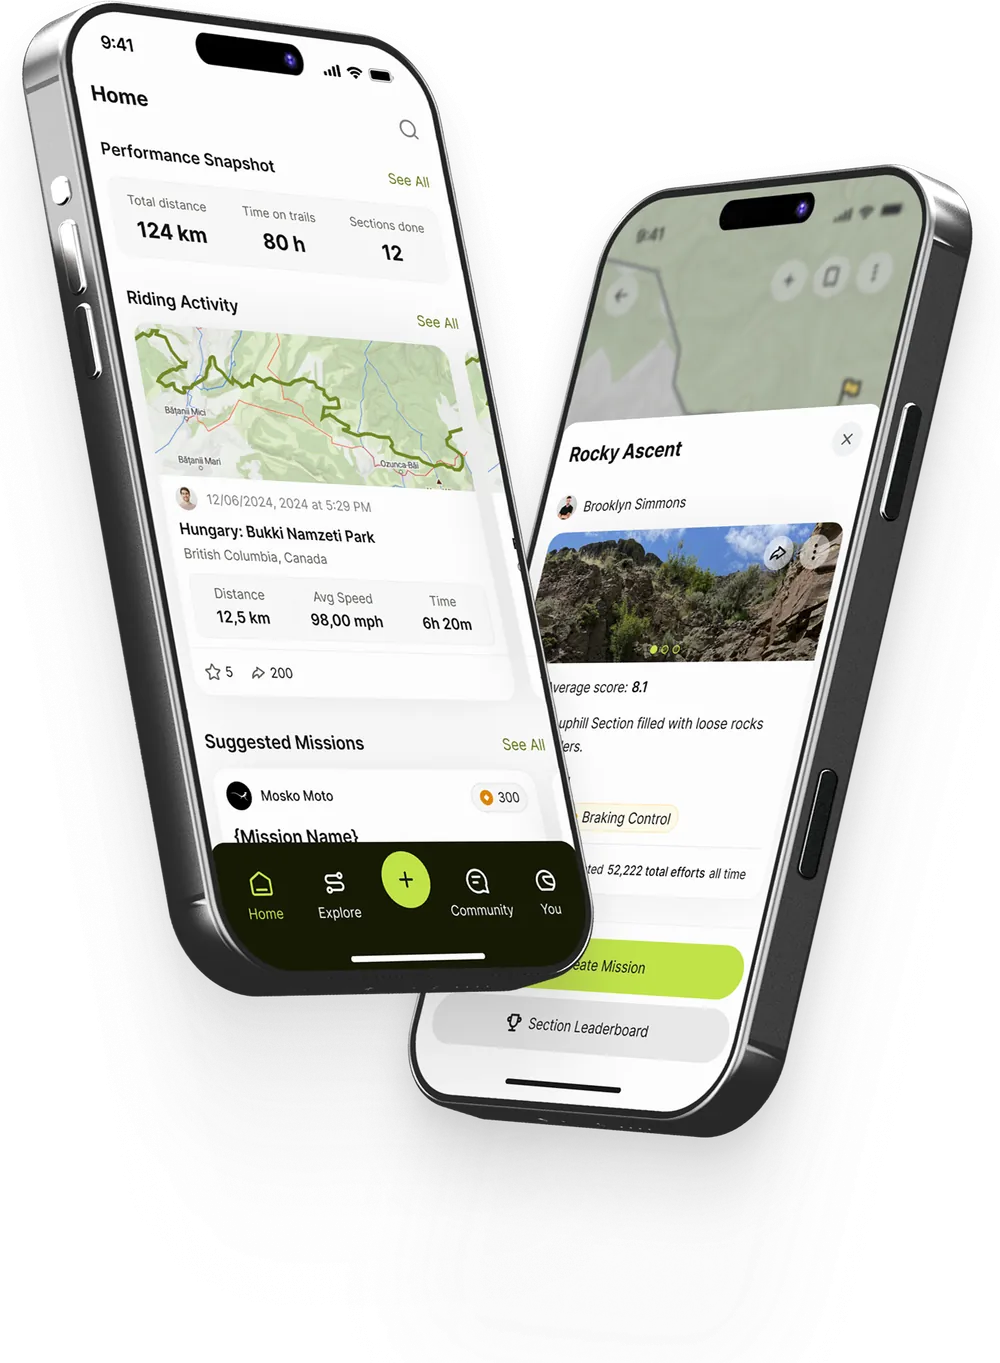 9:41
Home
Performance Snapshot
See All
Total distance
Time on trails
Sections done
124 km
80 h
12
Riding Activity
See All
Bățanii Mici
Bățanii Mari
Ozunca-Băi
12/06/2024, 2024 at 5:29 PM
Hungary: Bukki Namzeti Park
British Columbia, Canada
Distance
Avg Speed
Time
12,5 km
98,00 mph
6h 20m
5
200
Suggested Missions
See All
Mosko Moto
300
{Mission Name}
Home
Explore
Community
You
9:41
Rocky Ascent
Brooklyn Simmons
verage score: 8.1
uphill Section filled with loose rocks
ers.
Braking Control
ted 52,222 total efforts all time
eate Mission
Section Leaderboard